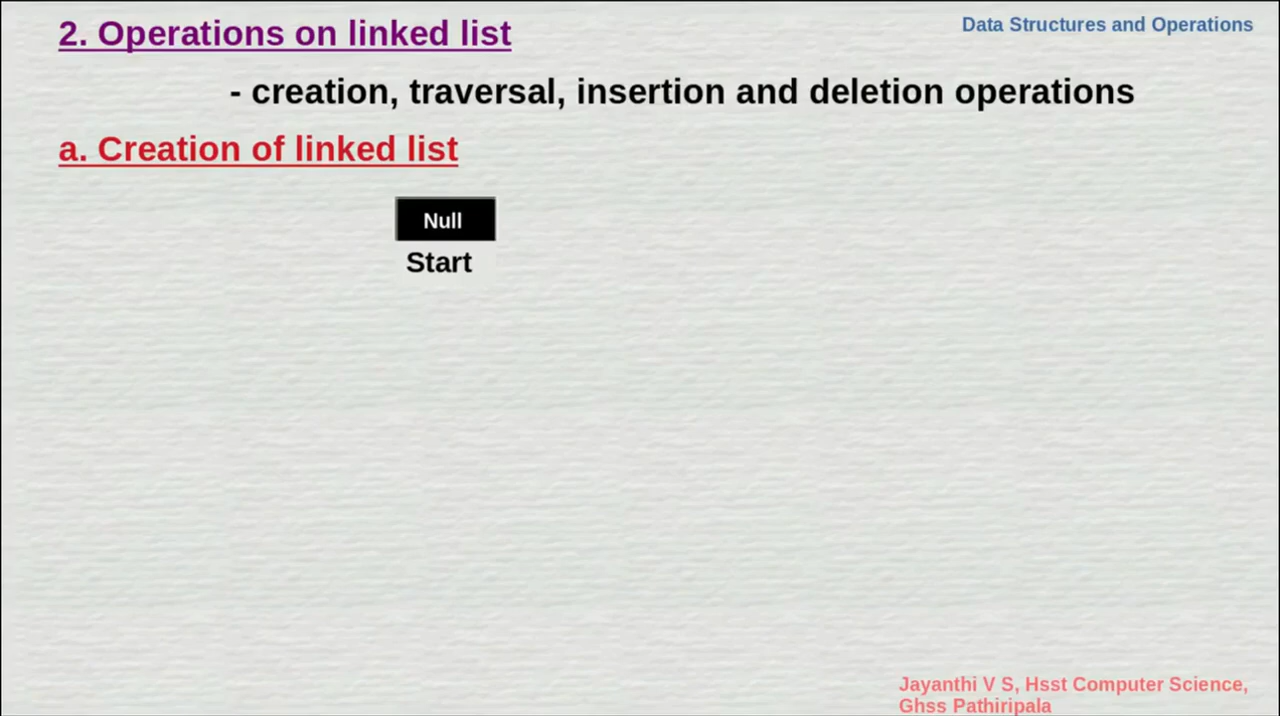 2. Operations on linked list
Data Structures and Operations
- creation, traversal, insertion and deletion operations
a. Creation of linked list
Null
Start
Jayanthi V S, Hsst Computer Science,
Ghss Pathiripala